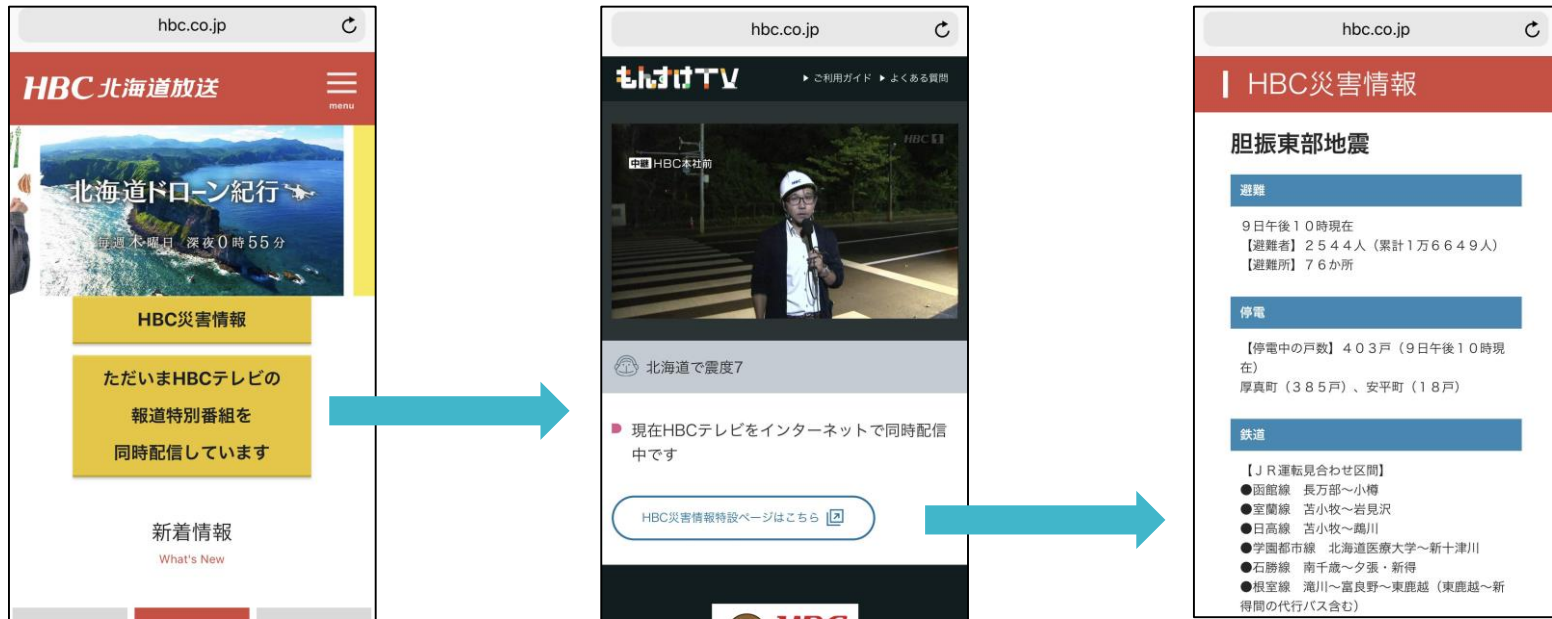 hbc.co.jp
HBC 北海道放送
menu
北海道ドローン紀行
毎週木曜日 深夜0時55分
HBC災害情報
ただいまHBCテレビの
報道特別番組を
同時配信しています
新着情報
What's New
hbc.co.jp
もんすけTV
▶ ご利用ガイド ▶ よくある質問
HBC 1
中継 HBC本社前
北海道で震度7
現在HBCテレビをインターネットで同時配信
中です
HBC災害情報特設ページはこちら
HBC
hbc.co.jp
HBC災害情報
胆振東部地震
避難
9日午後10時現在
【避難者】2544人(累計1万6649人)
【避難所】76か所
停電
【停電中の戸数】403戸(9日午後10時現
在)
厚真町(385戸)、安平町(18戸)
鉄道
【JR運転見合わせ区間】
●函館線 長万部~小樽
●室蘭線 苫小牧~岩見沢
●日高線 苫小牧~鵡川
●学園都市線 北海道医療大学~新十津川
●石勝線 南千歳~夕張・新得
●根室線 滝川~富良野~東鹿越(東鹿越~新
得間の代行バス含む)